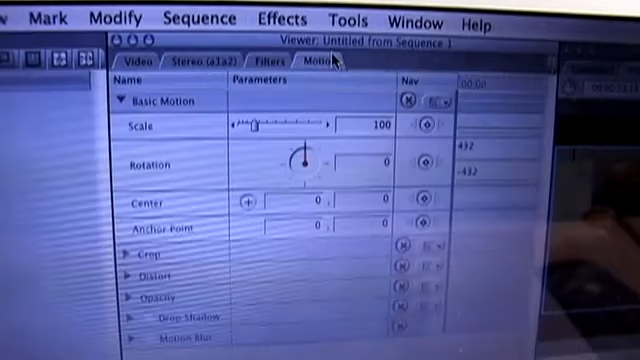 Mark Modify Sequence Effects Tools Window Help
Viewer: Untitled from Sequence 1
Video Stereo (a1a2) Filters Motion
Name Parameters Nav 00:00
Basic Motion
Scale 100
432
Rotation 0
-432
Center 0 , 0
Anchor Point 0 , 0
Crop
Distort
Opacity
Drop Shadow
Motion Blur